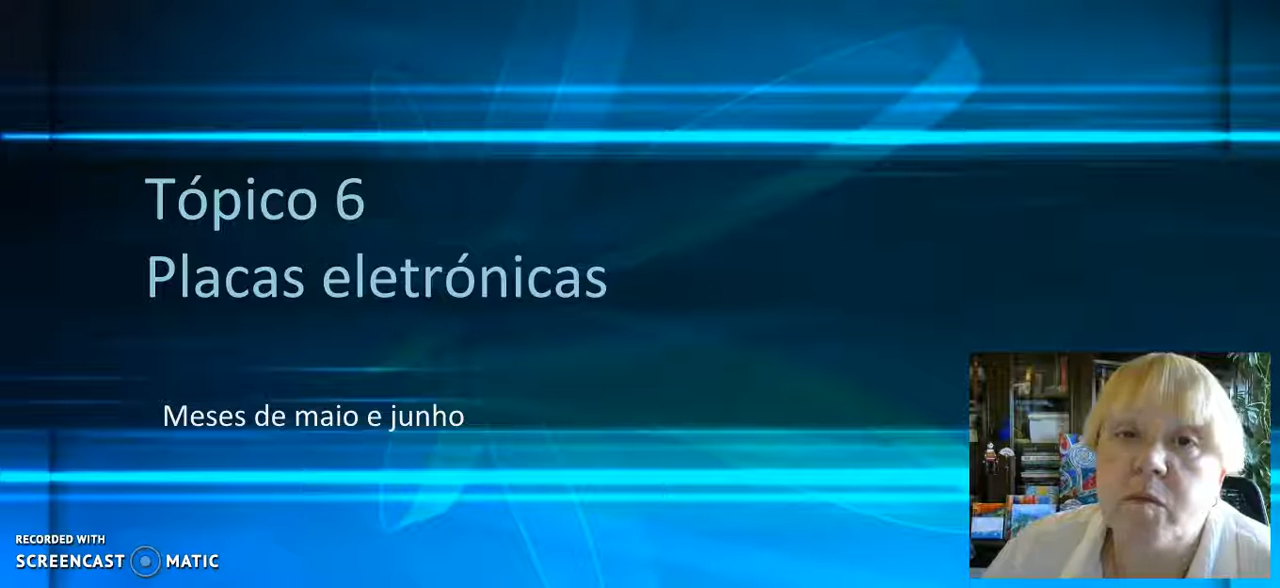 Tópico 6
Placas eletrónicas
Meses de maio e junho
RECORDED WITH
SCREENCAST MATIC